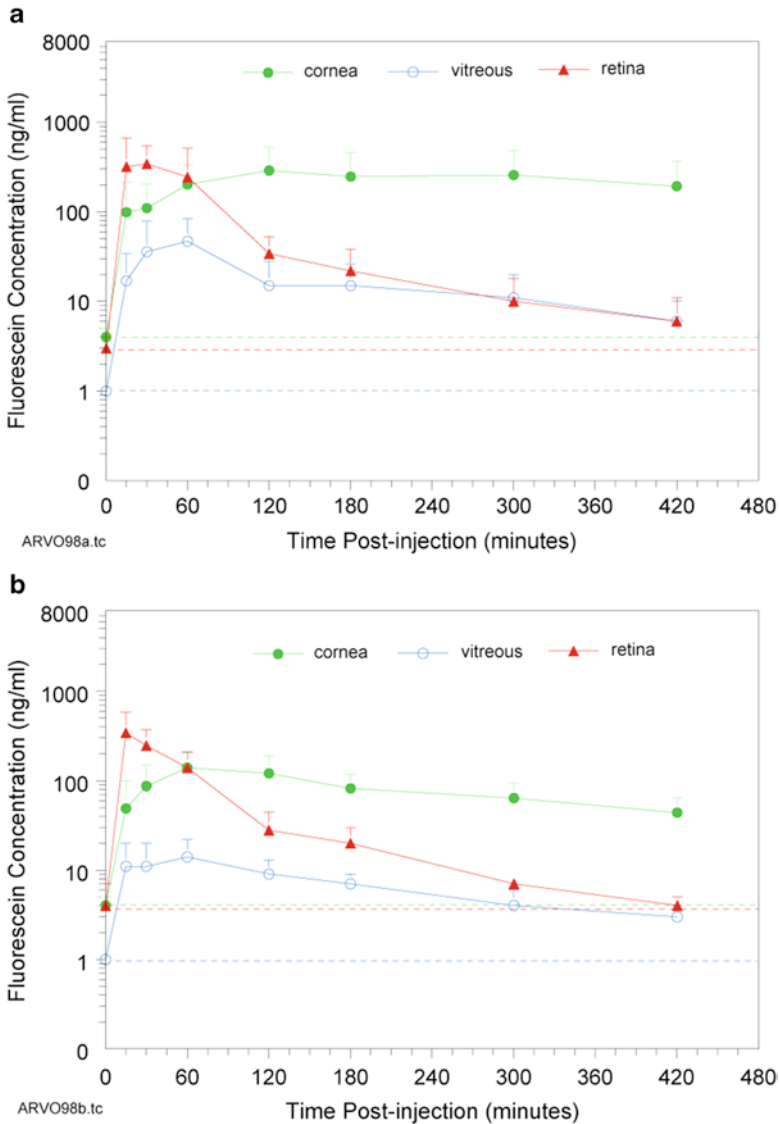 a
8000
cornea vitreous retina
1000
100
10
1
0
Fluorescein Concentration (ng/ml)
0 60 120 180 240 300 360 420 480
Time Post-injection (minutes)
ARVO98a.tc
b
8000
cornea vitreous retina
1000
100
10
1
0
Fluorescein Concentration (ng/ml)
0 60 120 180 240 300 360 420 480
Time Post-injection (minutes)
ARVO98b.tc